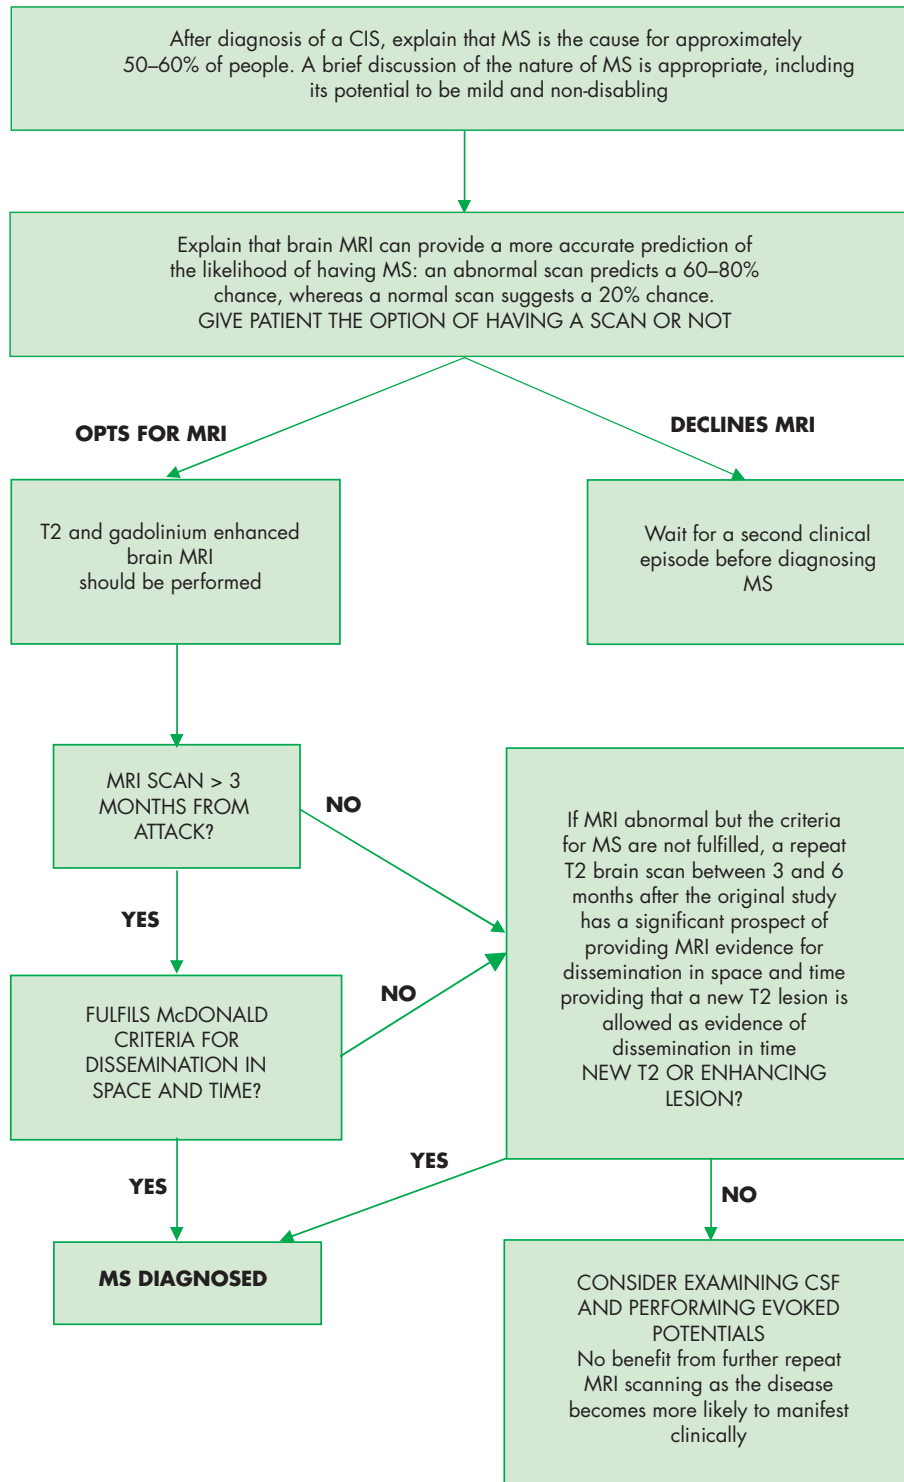 After diagnosis of a CIS, explain that MS is the cause for approximately
50–60% of people. A brief discussion of the nature of MS is appropriate, including
its potential to be mild and non-disabling
Explain that brain MRI can provide a more accurate prediction of
the likelihood of having MS: an abnormal scan predicts a 60–80%
chance, whereas a normal scan suggests a 20% chance.
GIVE PATIENT THE OPTION OF HAVING A SCAN OR NOT
OPTS FOR MRI
DECLINES MRI
T2 and gadolinium enhanced
brain MRI
should be performed
Wait for a second clinical
episode before diagnosing
MS
MRI SCAN > 3
MONTHS FROM
ATTACK?
NO
YES
If MRI abnormal but the criteria
for MS are not fulfilled, a repeat
T2 brain scan between 3 and 6
months after the original study
has a significant prospect of
providing MRI evidence for
dissemination in space and time
providing that a new T2 lesion is
allowed as evidence of
dissemination in time
NEW T2 OR ENHANCING
LESION?
FULFILS McDONALD
CRITERIA FOR
DISSEMINATION IN
SPACE AND TIME?
NO
YES
YES
NO
MS DIAGNOSED
CONSIDER EXAMINING CSF
AND PERFORMING EVOKED
POTENTIALS
No benefit from further repeat
MRI scanning as the disease
becomes more likely to manifest
clinically